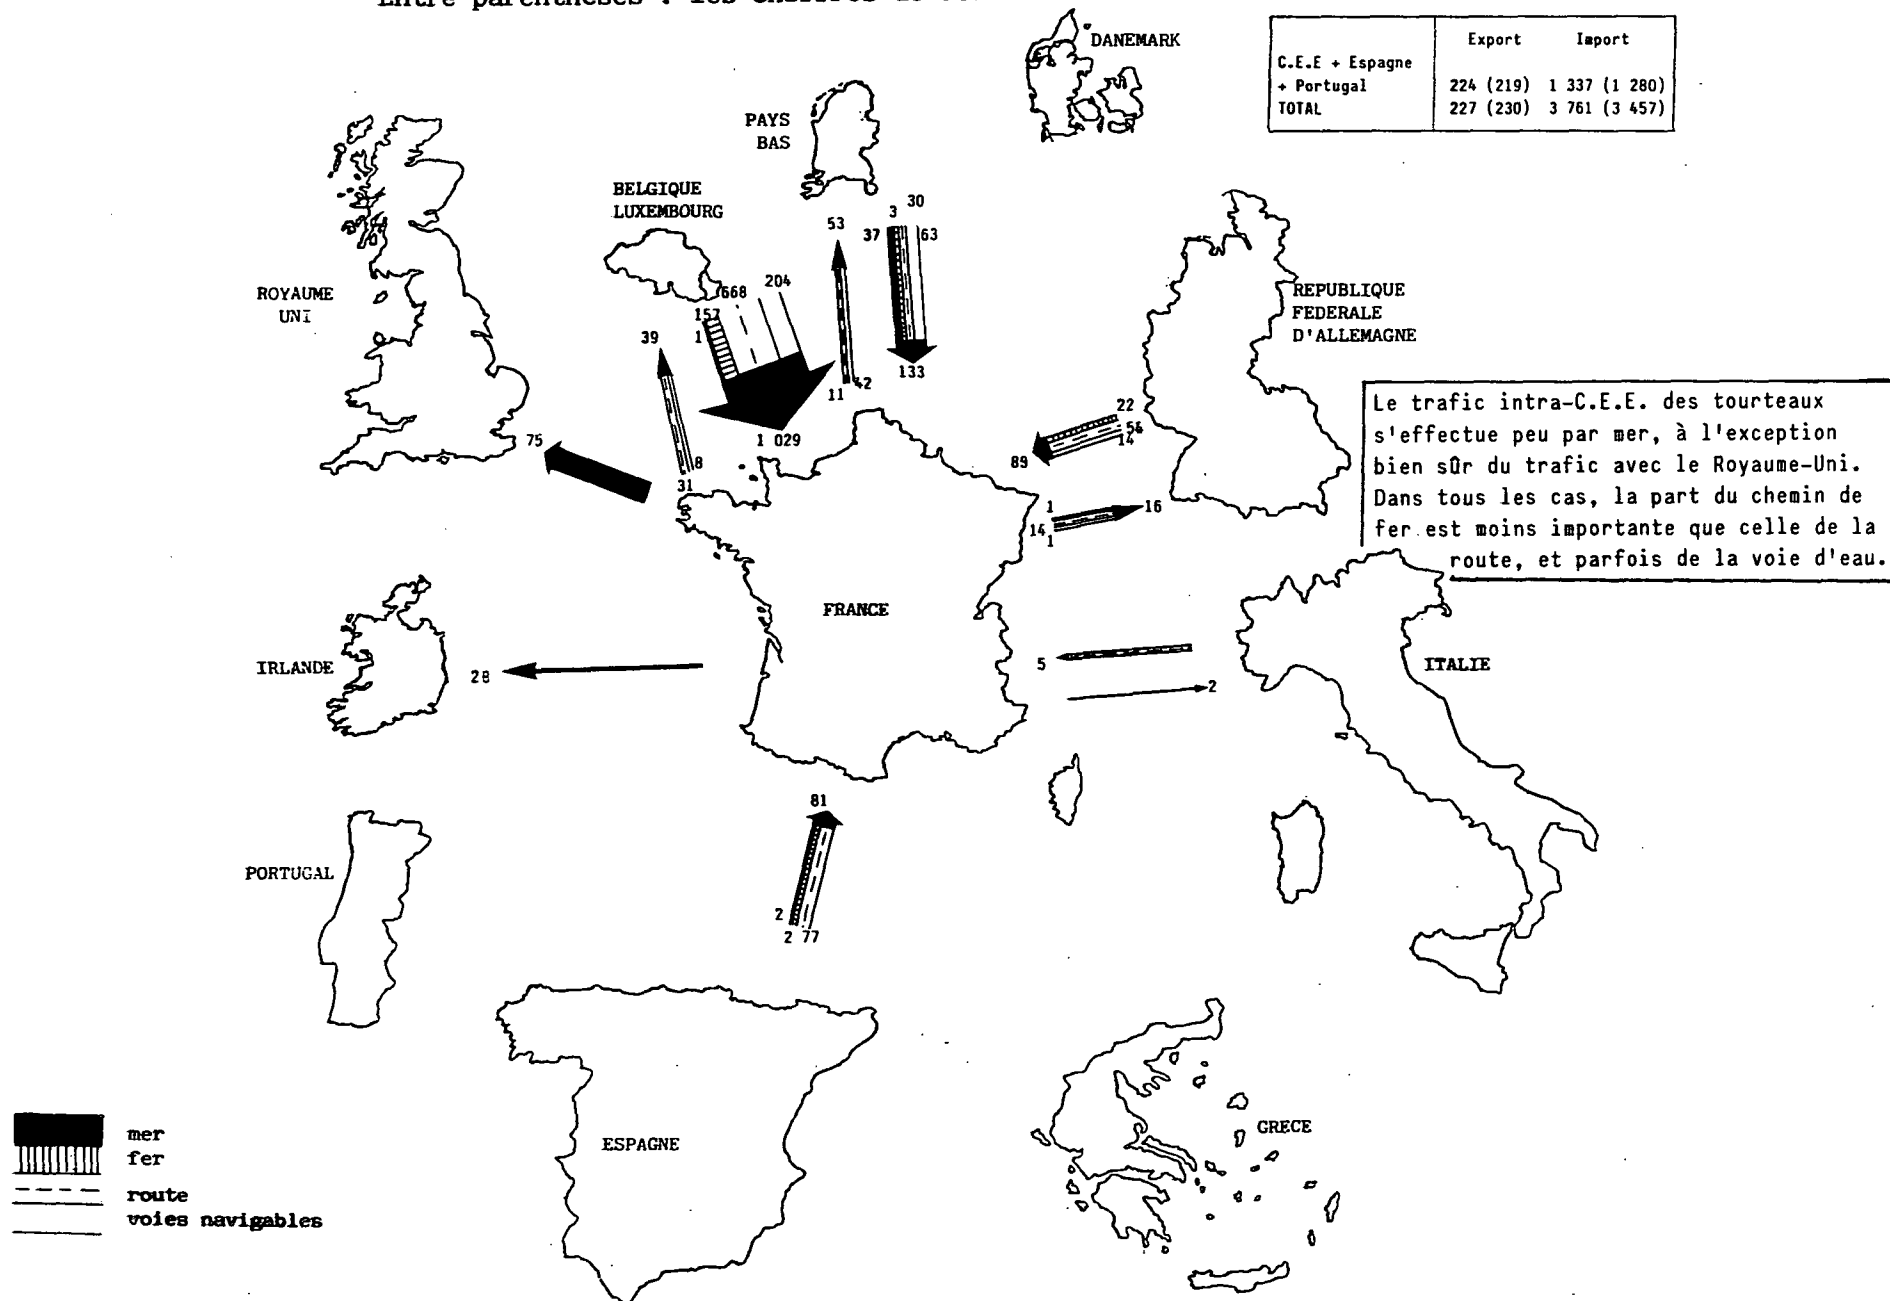 Entre parenthèses : les chiffres de
DANEMARK
Export Import
C.E.E + Espagne
+ Portugal 224 (219) 1 337 (1 280)
TOTAL 227 (230) 3 761 (3 457)
PAYS
BAS
BELGIQUE
LUXEMBOURG
ROYAUME
UNI
REPUBLIQUE
FEDERALE
D'ALLEMAGNE
53
3
30
37
63
668
204
157
1
39
133
11
42
1 029
75
8
31
22
14
89
1
14
1
16
Le trafic intra-C.E.E. des tourteaux
s'effectue peu par mer, à l'exception
bien sûr du trafic avec le Royaume-Uni.
Dans tous les cas, la part du chemin de
fer est moins importante que celle de la
route, et parfois de la voie d'eau.
FRANCE
IRLANDE
28
5
2
ITALIE
81
PORTUGAL
2
2 77
ESPAGNE
GRECE
mer
fer
route
voies navigables